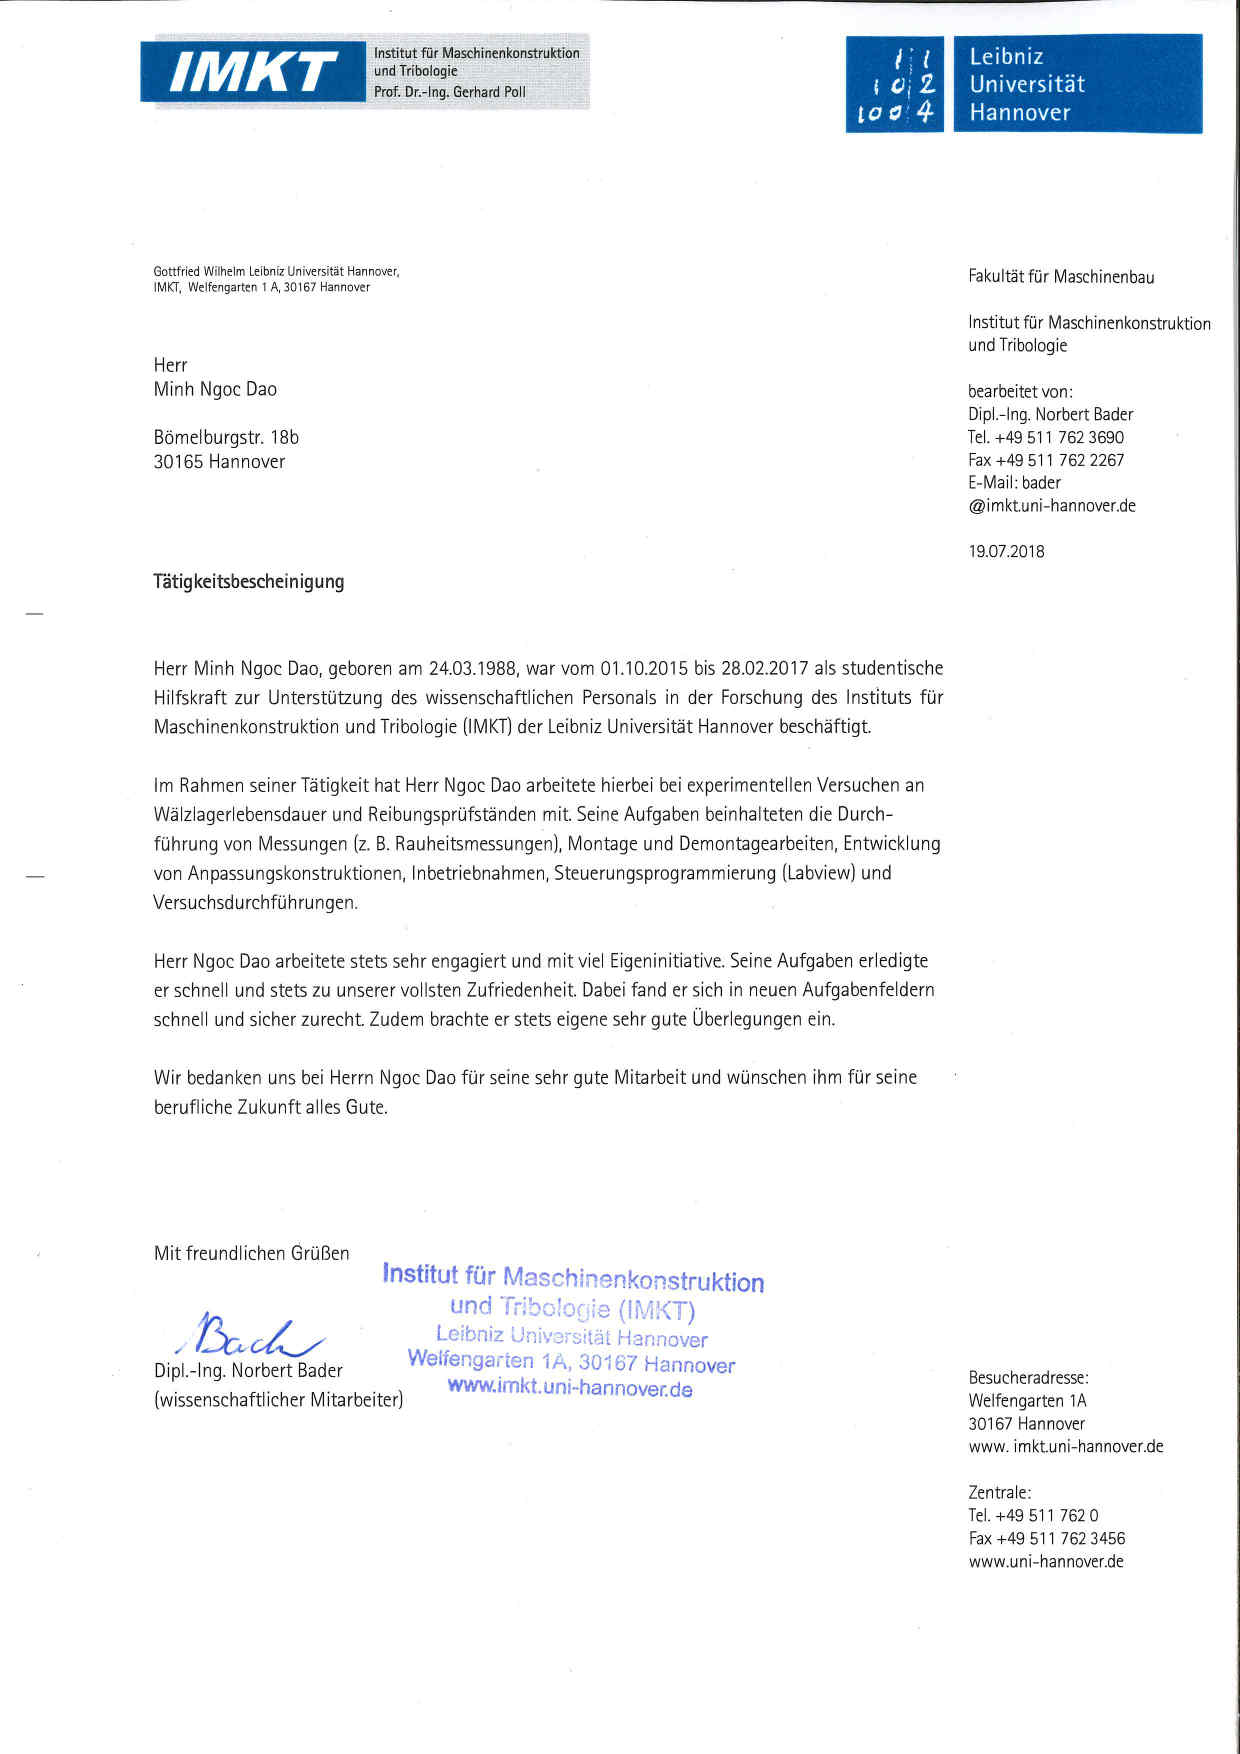 IMKT
Institut für Maschinenkonstruktion
und Tribologie
Prof. Dr.-Ing. Gerhard Poll
Leibniz
Universität
Hannover
Gottfried Wilhelm Leibniz Universität Hannover,
IMKT, Welfengarten 1 A, 30167 Hannover
Herr
Minh Ngoc Dao
Bömelburgstr. 18b
30165 Hannover
Fakultät für Maschinenbau
Institut für Maschinenkonstruktion
und Tribologie
bearbeitet von:
Dipl.-Ing. Norbert Bader
Tel. +49 511 762 3690
Fax +49 511 762 2267
E-Mail: bader
@imkt.uni-hannover.de
19.07.2018
Tätigkeitsbescheinigung
Herr Minh Ngoc Dao, geboren am 24.03.1988, war vom 01.10.2015 bis 28.02.2017 als studentische
Hilfskraft zur Unterstützung des wissenschaftlichen Personals in der Forschung des Instituts für
Maschinenkonstruktion und Tribologie (IMKT) der Leibniz Universität Hannover beschäftigt.
Im Rahmen seiner Tätigkeit hat Herr Ngoc Dao arbeitete hierbei bei experimentellen Versuchen an
Wälzlagerlebensdauer und Reibungsprüfständen mit. Seine Aufgaben beinhalteten die Durch-
führung von Messungen (z. B. Rauheitsmessungen), Montage und Demontagearbeiten, Entwicklung
von Anpassungskonstruktionen, Inbetriebnahmen, Steuerungsprogrammierung (Labview) und
Versuchsdurchführungen.
Herr Ngoc Dao arbeitete stets sehr engagiert und mit viel Eigeninitiative. Seine Aufgaben erledigte
er schnell und stets zu unserer vollsten Zufriedenheit. Dabei fand er sich in neuen Aufgabenfeldern
schnell und sicher zurecht. Zudem brachte er stets eigene sehr gute Überlegungen ein.
Wir bedanken uns bei Herrn Ngoc Dao für seine sehr gute Mitarbeit und wünschen ihm für seine
berufliche Zukunft alles Gute.
Mit freundlichen Grüßen
Institut für Maschinenkonstruktion
und Tribologie (IMKT)
Leibniz Universität Hannover
Welfengarten 1A, 30167 Hannover
www.imkt.uni-hannover.de
Dipl.-Ing. Norbert Bader
(wissenschaftlicher Mitarbeiter)
Besucheradresse:
Welfengarten 1A
30167 Hannover
www. imkt.uni-hannover.de
Zentrale:
Tel. +49 511 762 0
Fax +49 511 762 3456
www.uni-hannover.de